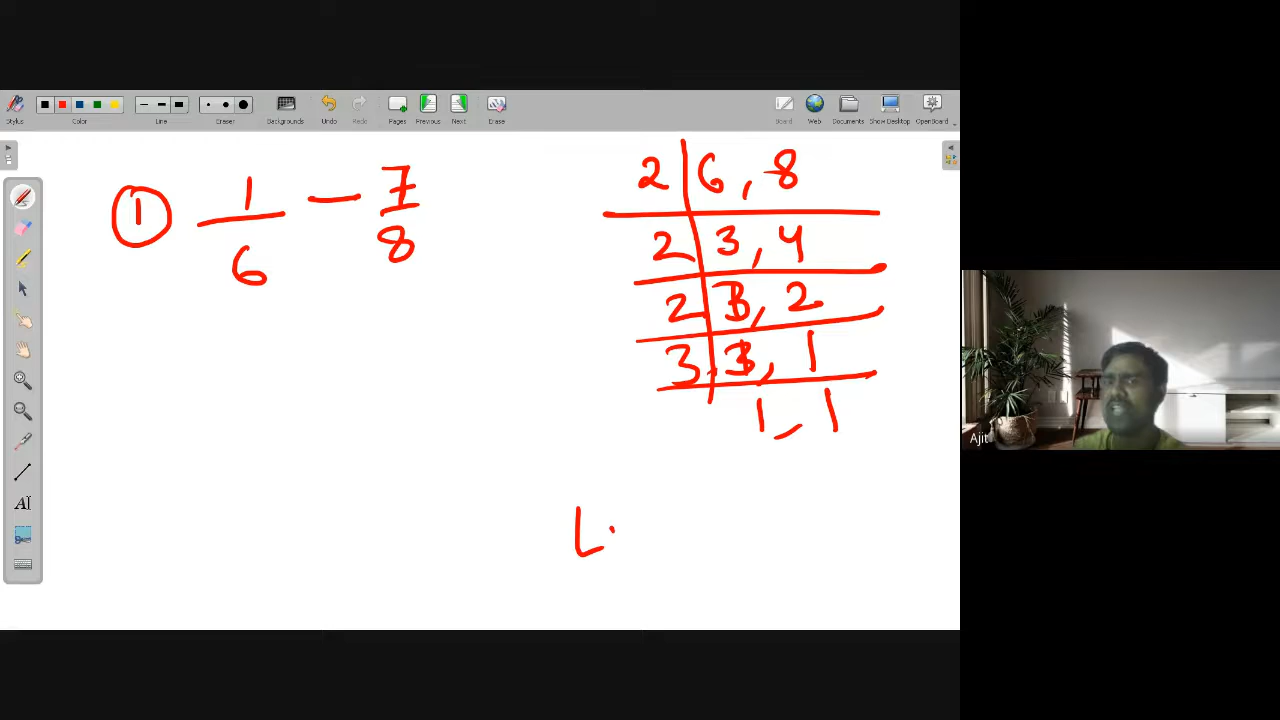 Stylus Color Line Eraser Backgrounds Undo Redo Pages Previous Next Erase Board Web Documents Show Desktop OpenBoard
① 1/6 - 7/8
2 | 6, 8
2 | 3, 4
2 | 3, 2
3 | 3, 1
1, 1
L.
Ajit